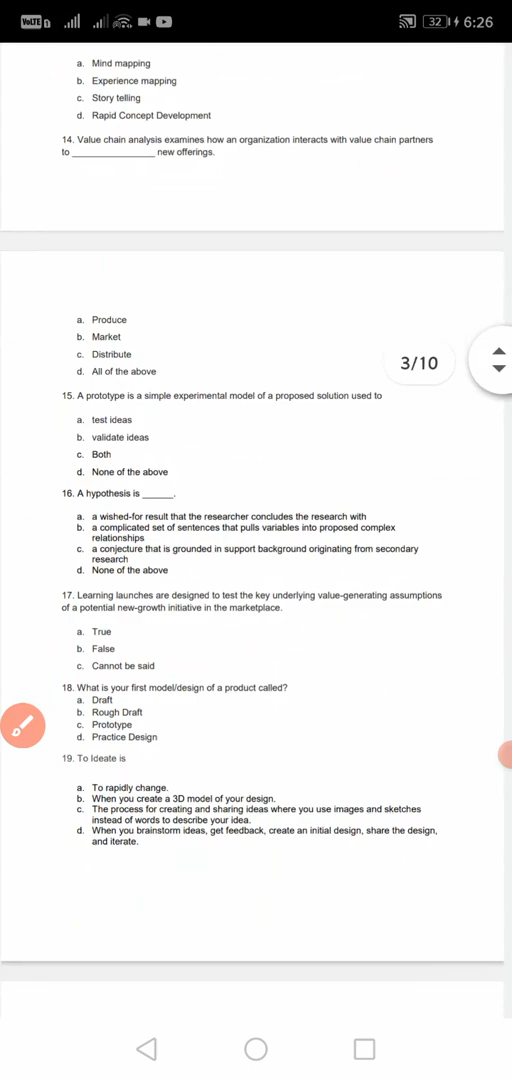 VoLTE
32
6:26
a. Mind mapping
b. Experience mapping
c. Story telling
d. Rapid Concept Development
14. Value chain analysis examines how an organization interacts with value chain partners
to _______________ new offerings.
a. Produce
b. Market
c. Distribute
d. All of the above
3/10
15. A prototype is a simple experimental model of a proposed solution used to
a. test ideas
b. validate ideas
c. Both
d. None of the above
16. A hypothesis is ______.
a. a wished-for result that the researcher concludes the research with
b. a complicated set of sentences that pulls variables into proposed complex
relationships
c. a conjecture that is grounded in support background originating from secondary
research
d. None of the above
17. Learning launches are designed to test the key underlying value-generating assumptions
of a potential new-growth initiative in the marketplace.
a. True
b. False
c. Cannot be said
18. What is your first model/design of a product called?
a. Draft
b. Rough Draft
c. Prototype
d. Practice Design
19. To Ideate is
a. To rapidly change.
b. When you create a 3D model of your design.
c. The process for creating and sharing ideas where you use images and sketches
instead of words to describe your idea.
d. When you brainstorm ideas, get feedback, create an initial design, share the design,
and iterate.